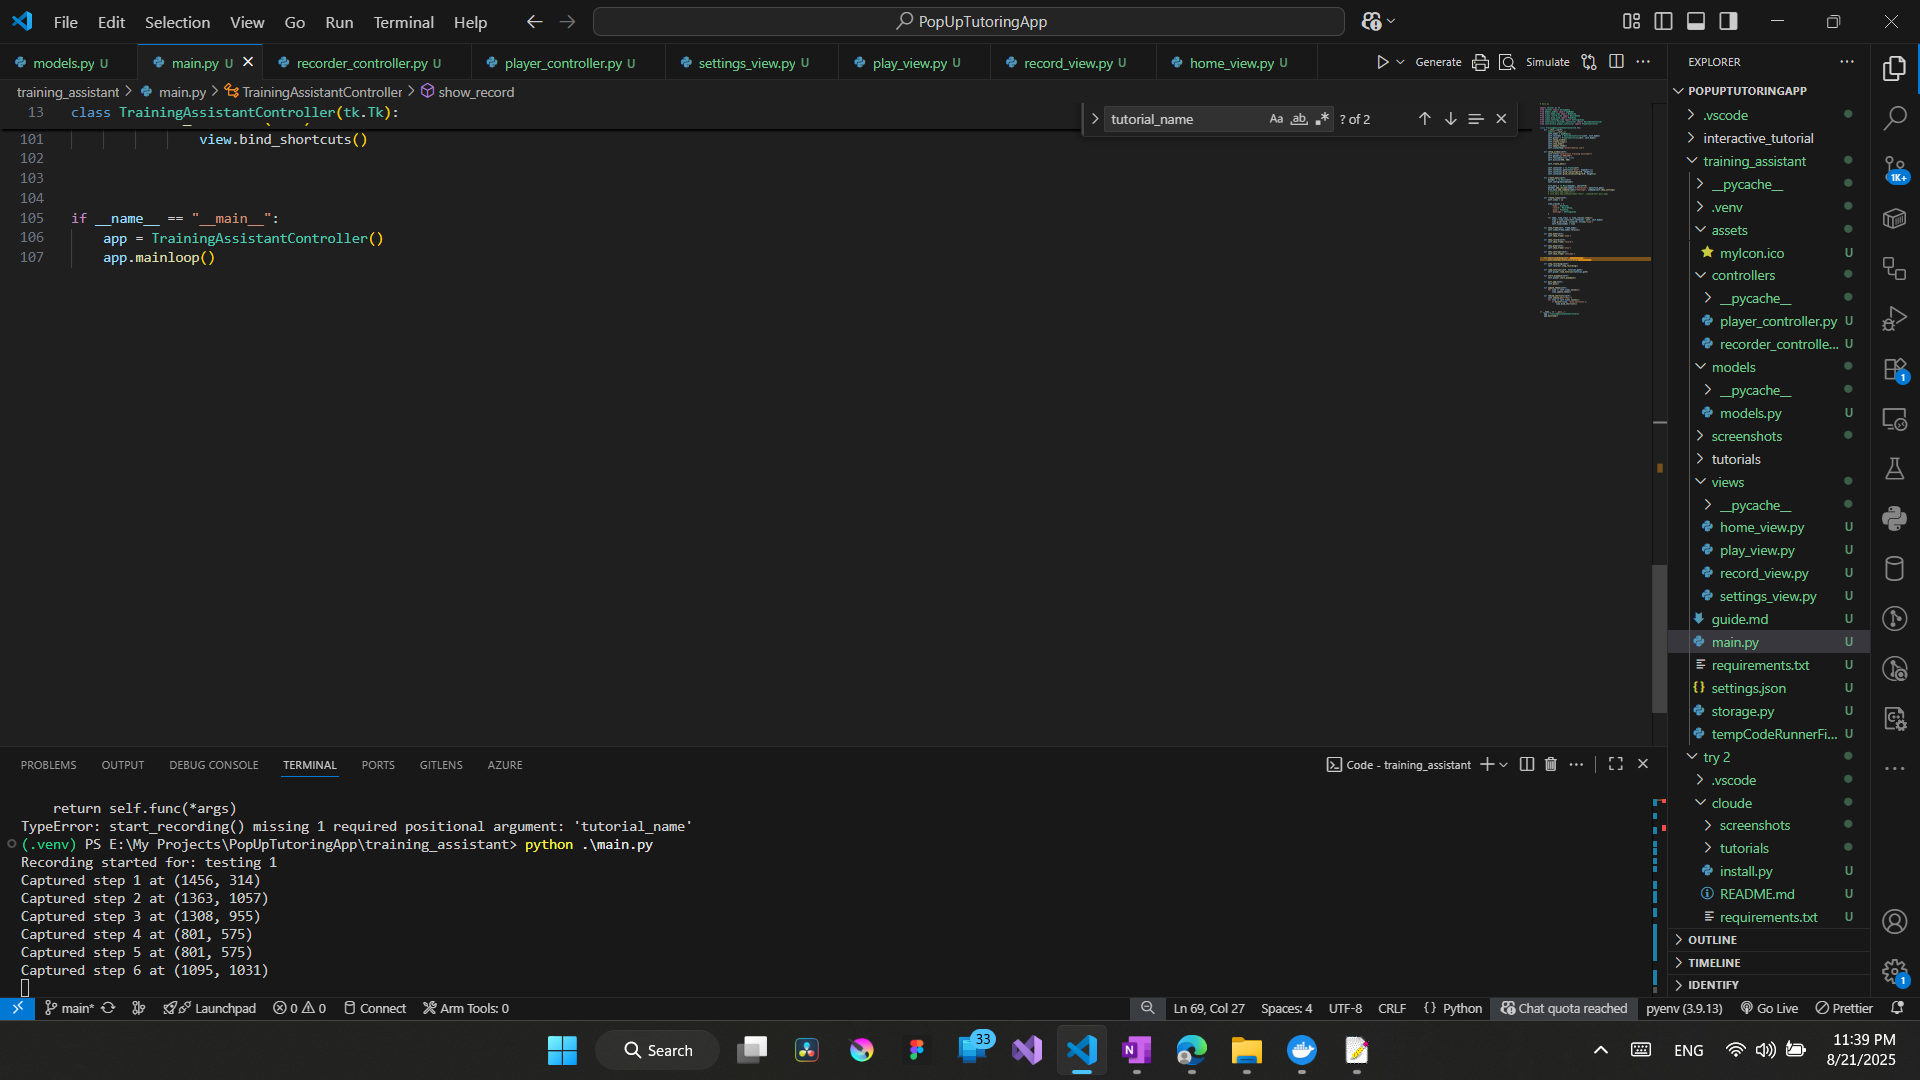 File Edit Selection View Go Run Terminal Help
PopUpTutoringApp
models.py U
main.py U
recorder_controller.py U
player_controller.py U
settings_view.py U
play_view.py U
record_view.py U
home_view.py U
Generate
Simulate
training_assistant > main.py > TrainingAssistantController > show_record
13 class TrainingAssistantController(tk.Tk):
tutorial_name
Aa ab ? of 2
101 view.bind_shortcuts()
102
103
104
105 if __name__ == "__main__":
106 app = TrainingAssistantController()
107 app.mainloop()
EXPLORER
POPUPTUTORINGAPP
.vscode
interactive_tutorial
training_assistant
__pycache__
.venv
assets
myIcon.ico U
controllers
__pycache__
player_controller.py U
recorder_controlle... U
models
__pycache__
models.py U
screenshots
tutorials
views
__pycache__
home_view.py U
play_view.py U
record_view.py U
settings_view.py U
guide.md U
main.py U
requirements.txt U
settings.json U
storage.py U
tempCodeRunnerFi... U
try 2
.vscode
cloude
screenshots
tutorials
install.py U
README.md U
requirements.txt U
OUTLINE
TIMELINE
IDENTIFY
1K+
1
1
PROBLEMS OUTPUT DEBUG CONSOLE TERMINAL PORTS GITLENS AZURE
Code - training_assistant
return self.func(*args)
TypeError: start_recording() missing 1 required positional argument: 'tutorial_name'
(.venv) PS E:\My Projects\PopUpTutoringApp\training_assistant> python .\main.py
Recording started for: testing 1
Captured step 1 at (1456, 314)
Captured step 2 at (1363, 1057)
Captured step 3 at (1308, 955)
Captured step 4 at (801, 575)
Captured step 5 at (801, 575)
Captured step 6 at (1095, 1031)
main* Launchpad 0 0 Connect Arm Tools: 0
Ln 69, Col 27 Spaces: 4 UTF-8 CRLF {} Python Chat quota reached pyenv (3.9.13) Go Live Prettier
Search
33
ENG
11:39 PM
8/21/2025